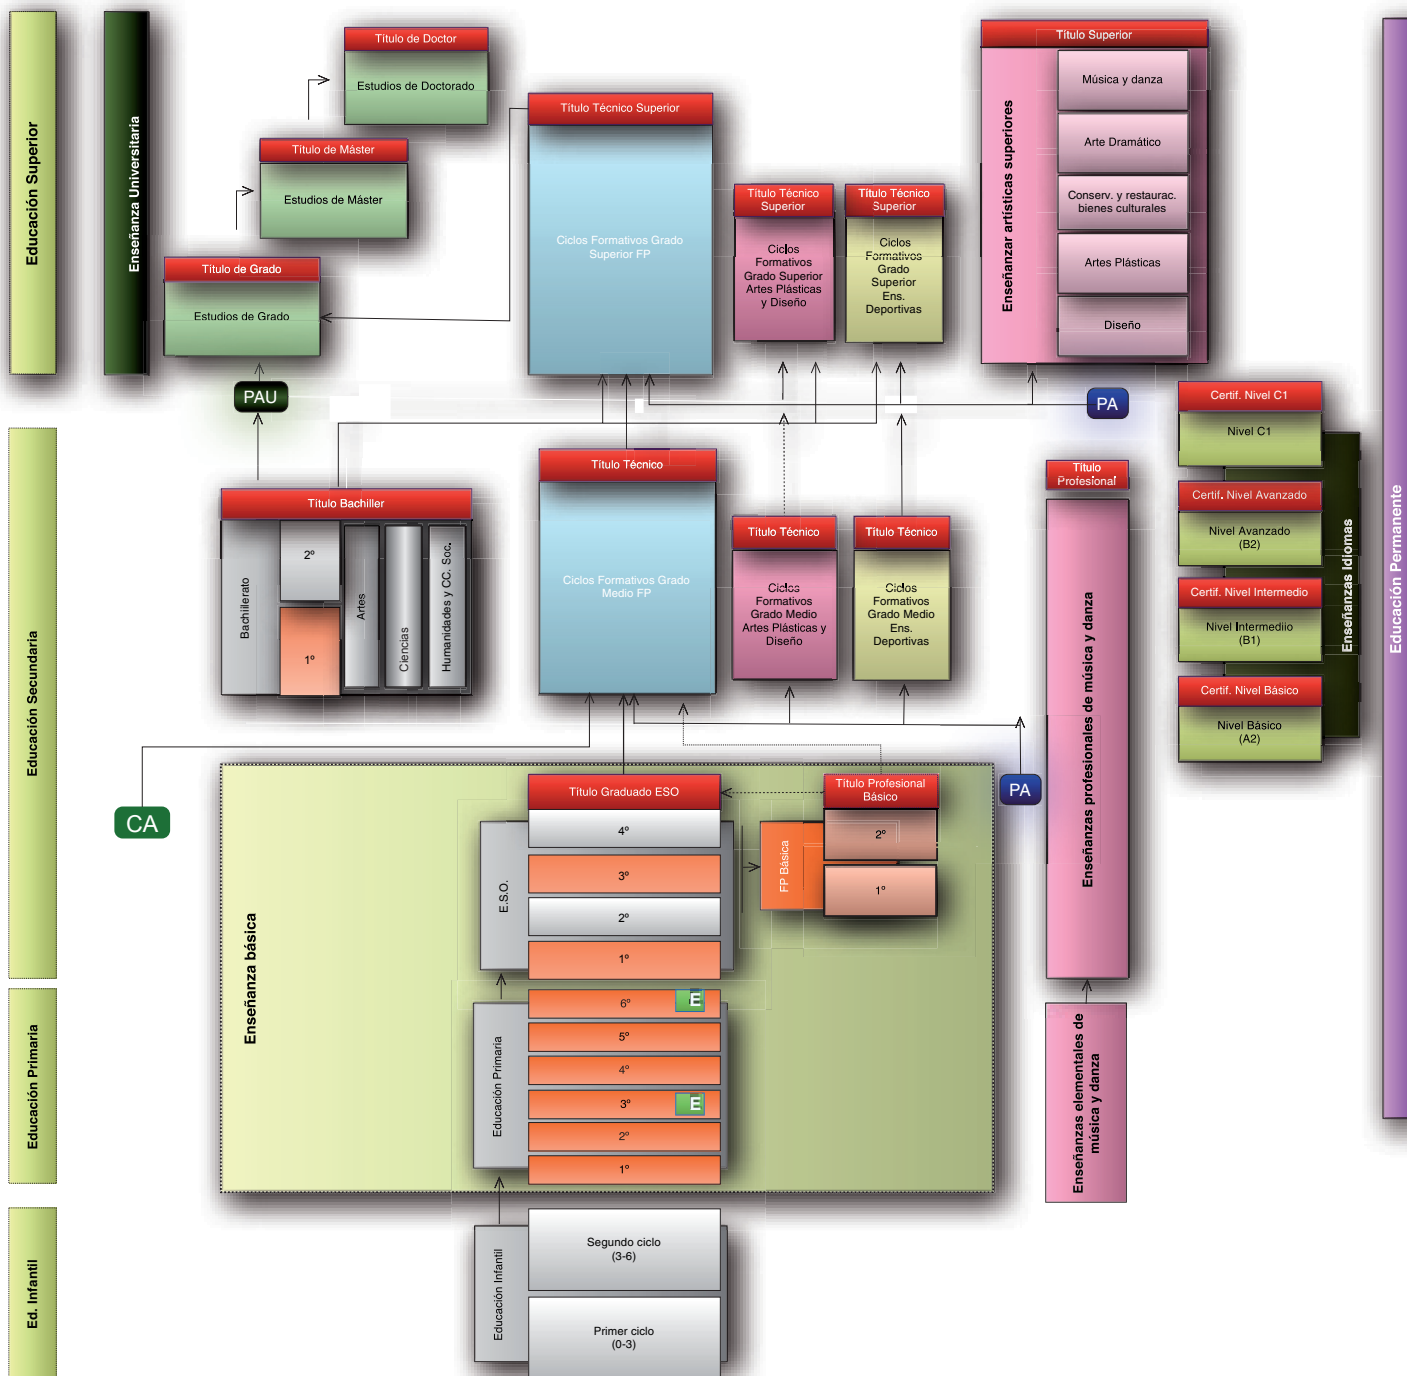 Educación Superior
Enseñanza Universitaria
Título de Doctor
Estudios de Doctorado
Título de Máster
Estudios de Máster
Título de Grado
Estudios de Grado
PAU
Título Técnico Superior
Ciclos Formativos Grado
Superior FP
Título Técnico
Superior
Ciclos
Formativos
Grado Superior
Artes Plásticas
y Diseño
Título Técnico
Superior
Ciclos
Formativos
Grado
Superior
Ens.
Deportivas
Título Superior
Enseñanzar artísticas superiores
Música y danza
Arte Dramático
Conserv. y restaurac.
bienes culturales
Artes Plásticas
Diseño
PA
Certif. Nivel C1
Nivel C1
Certif. Nivel Avanzado
Nivel Avanzado
(B2)
Certif. Nivel Intermedio
Nivel Intermediio
(B1)
Certif. Nivel Básico
Nivel Básico
(A2)
Enseñanzas Idiomas
Educación Permanente
Educación Secundaria
Título Bachiller
Bachillerato
2º
1º
Artes
Ciencias
Humanidades y CC. Soc.
Título Técnico
Ciclos Formativos Grado
Medio FP
Título Técnico
Ciclos
Formativos
Grado Medio
Artes Plásticas y
Diseño
Título Técnico
Ciclos
Formativos
Grado Medio
Ens.
Deportivas
Título
Profesional
Enseñanzas profesionales de música y danza
CA
PA
Enseñanza básica
Título Graduado ESO
E.S.O.
4º
3º
2º
1º
Título Profesional
Básico
FP Básica
2º
1º
Educación Primaria
Educación Primaria
6º
E
5º
4º
3º
E
2º
1º
Enseñanzas elementales de
música y danza
Ed. Infantil
Educación Infantil
Segundo ciclo
(3-6)
Primer ciclo
(0-3)